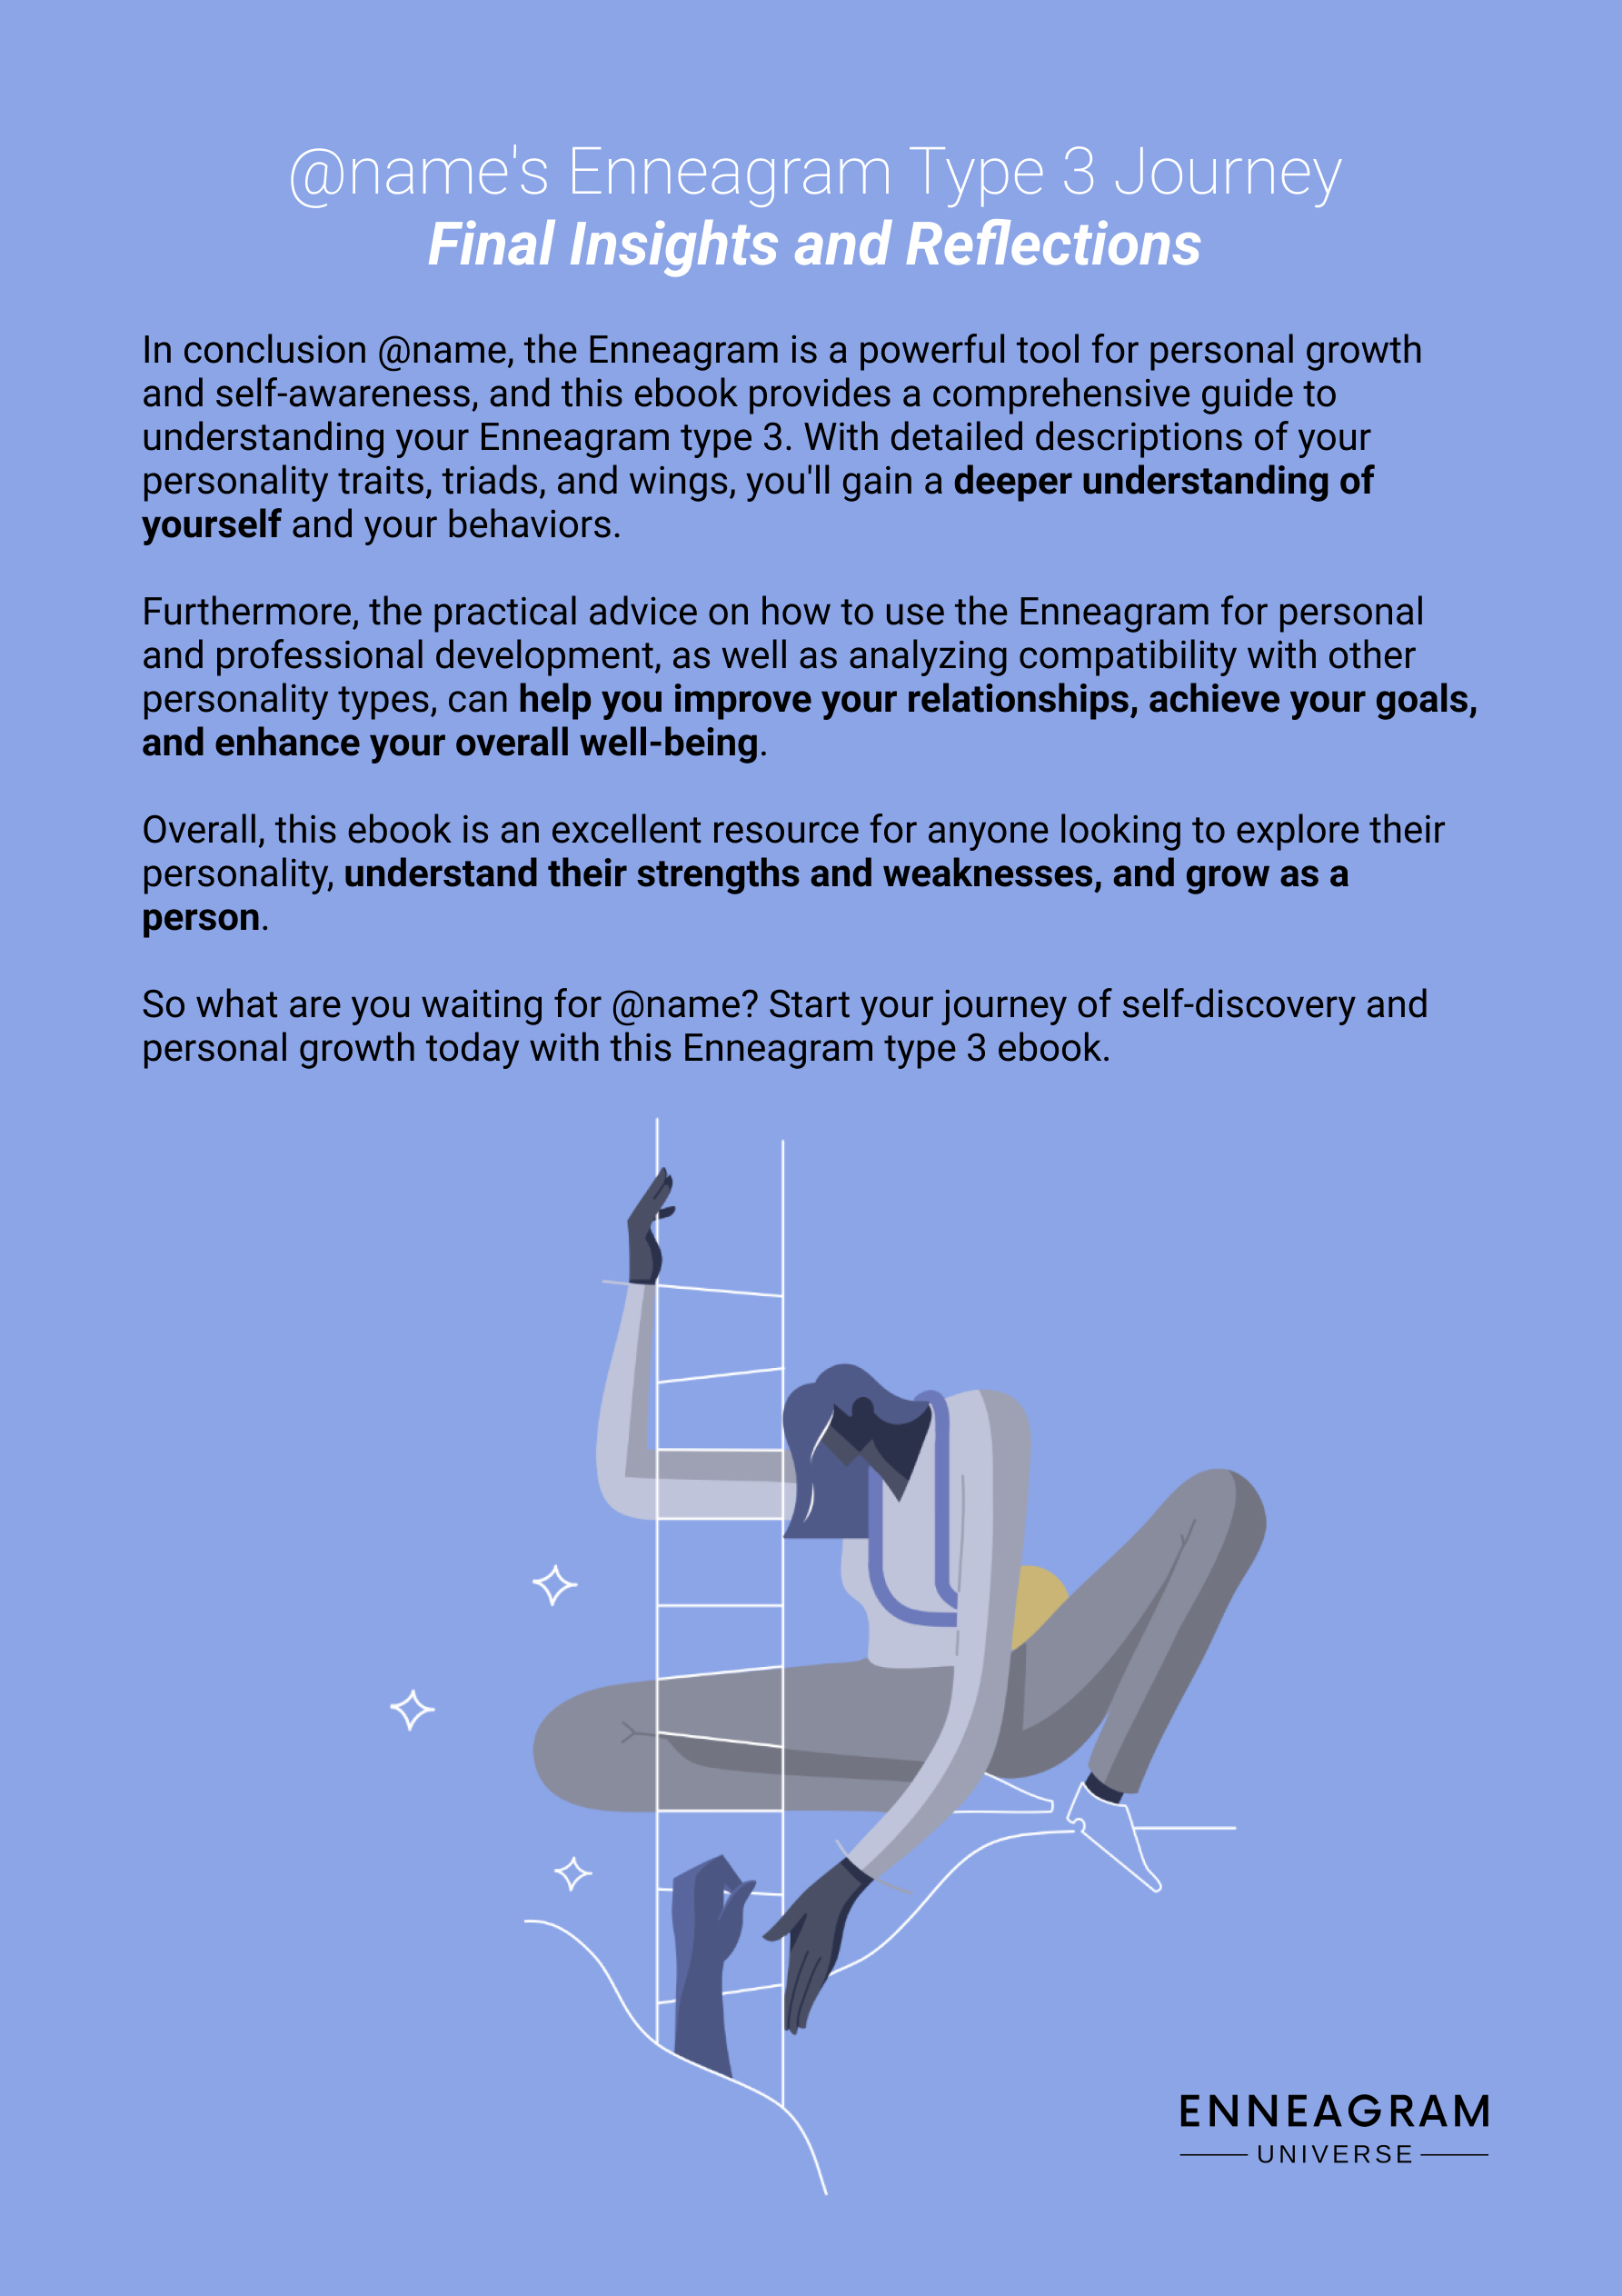 @name's Enneagram Type 3 Journey
Final Insights and Reflections
In conclusion @name, the Enneagram is a powerful tool for personal growth
and self-awareness, and this ebook provides a comprehensive guide to
understanding your Enneagram type 3. With detailed descriptions of your
personality traits, triads, and wings, you'll gain a deeper understanding of
yourself and your behaviors.
Furthermore, the practical advice on how to use the Enneagram for personal
and professional development, as well as analyzing compatibility with other
personality types, can help you improve your relationships, achieve your goals,
and enhance your overall well-being.
Overall, this ebook is an excellent resource for anyone looking to explore their
personality, understand their strengths and weaknesses, and grow as a
person.
So what are you waiting for @name? Start your journey of self-discovery and
personal growth today with this Enneagram type 3 ebook.
ENNEAGRAM
UNIVERSE